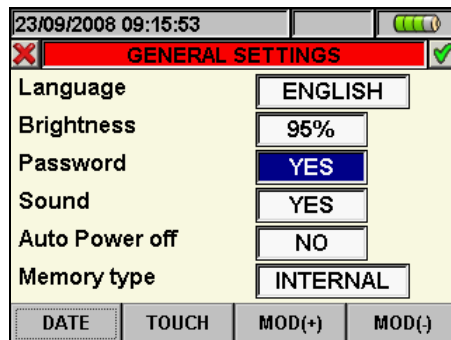 23/09/2008 09:15:53
GENERAL SETTINGS
Language ENGLISH
Brightness 95%
Password YES
Sound YES
Auto Power off NO
Memory type INTERNAL
DATE TOUCH MOD(+) MOD(-)